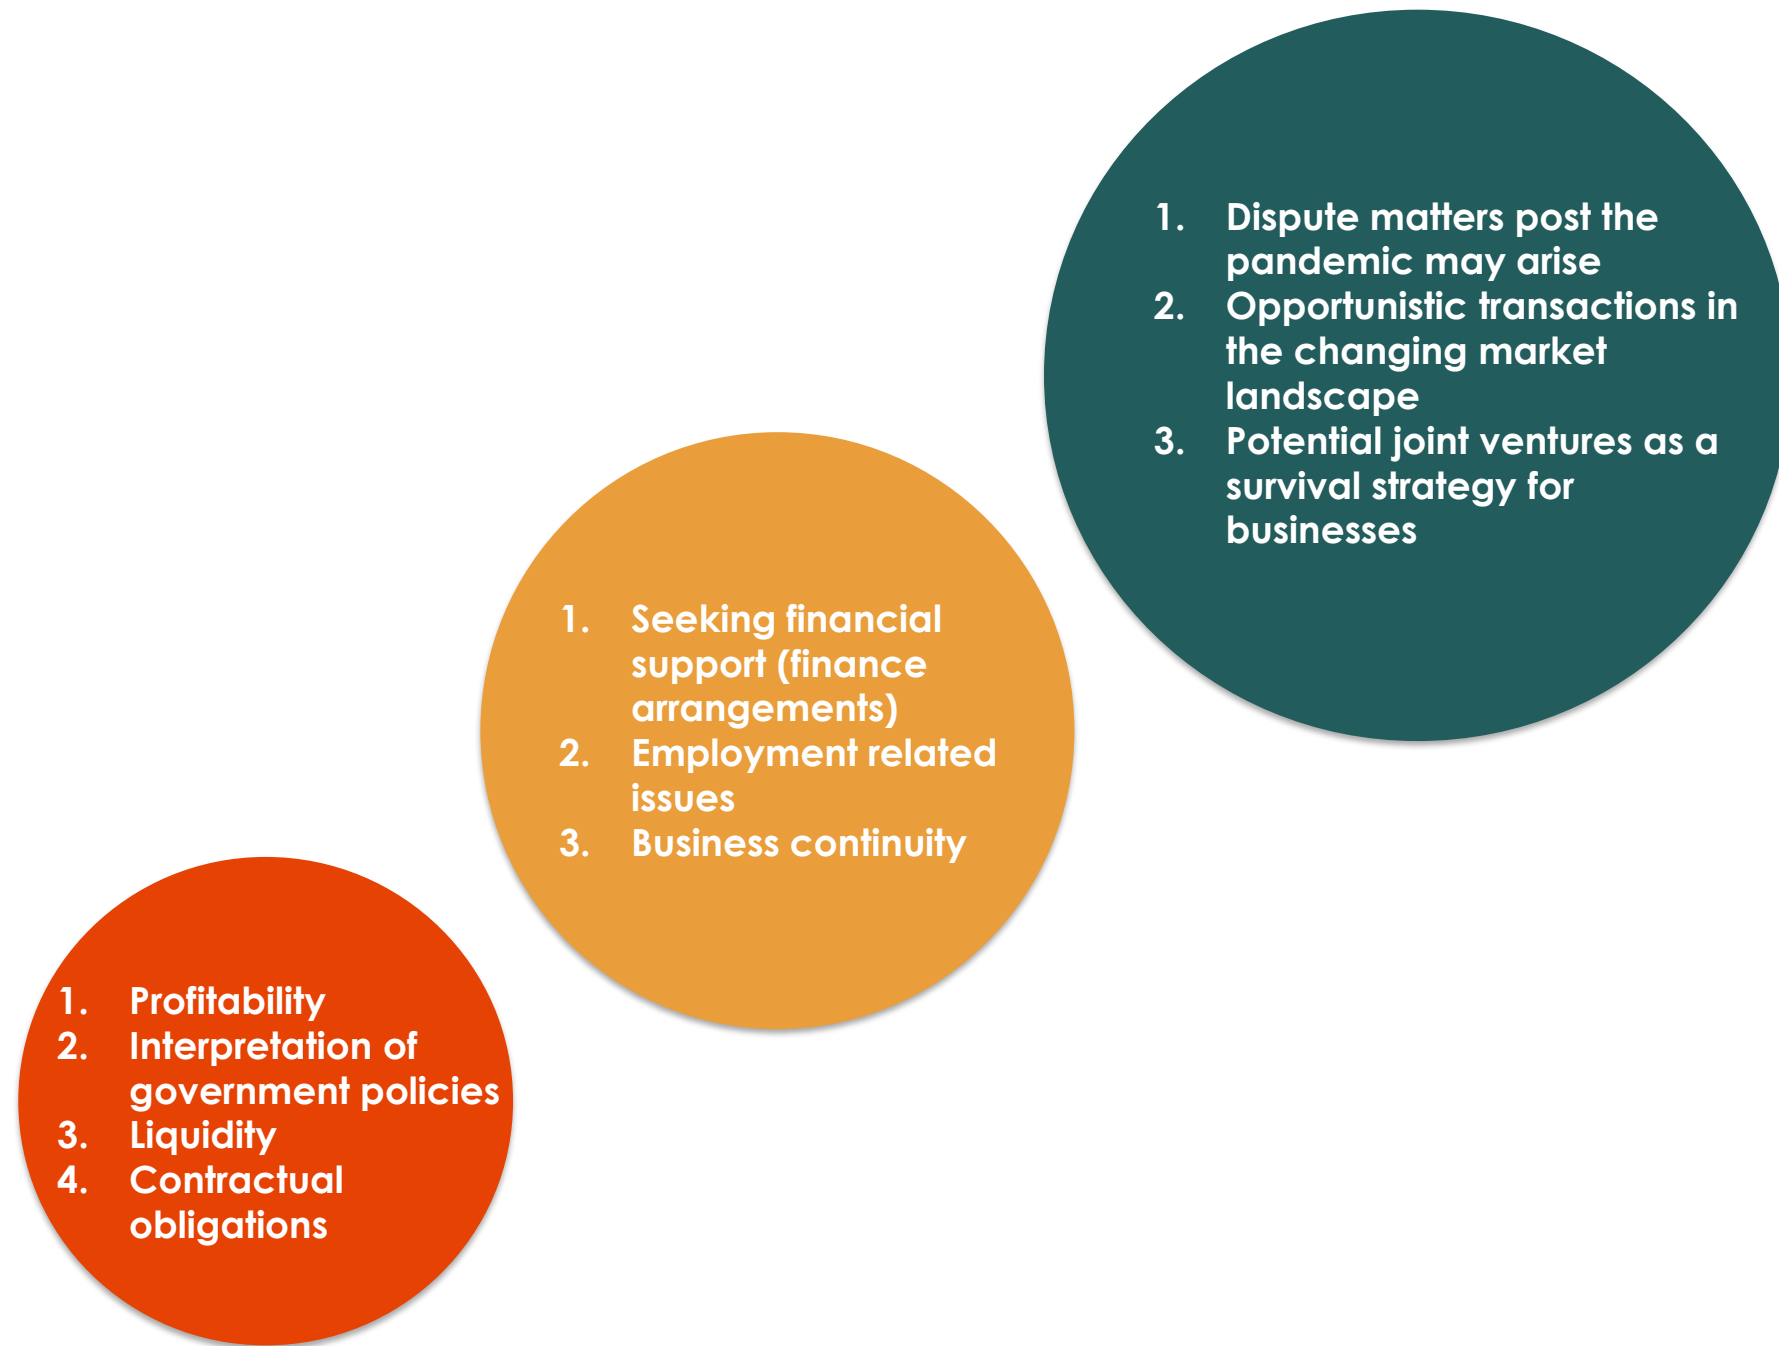 1. Dispute matters post the
pandemic may arise
2. Opportunistic transactions in
the changing market
landscape
3. Potential joint ventures as a
survival strategy for
businesses
1. Seeking financial
support (finance
arrangements)
2. Employment related
issues
3. Business continuity
1. Profitability
2. Interpretation of
government policies
3. Liquidity
4. Contractual
obligations